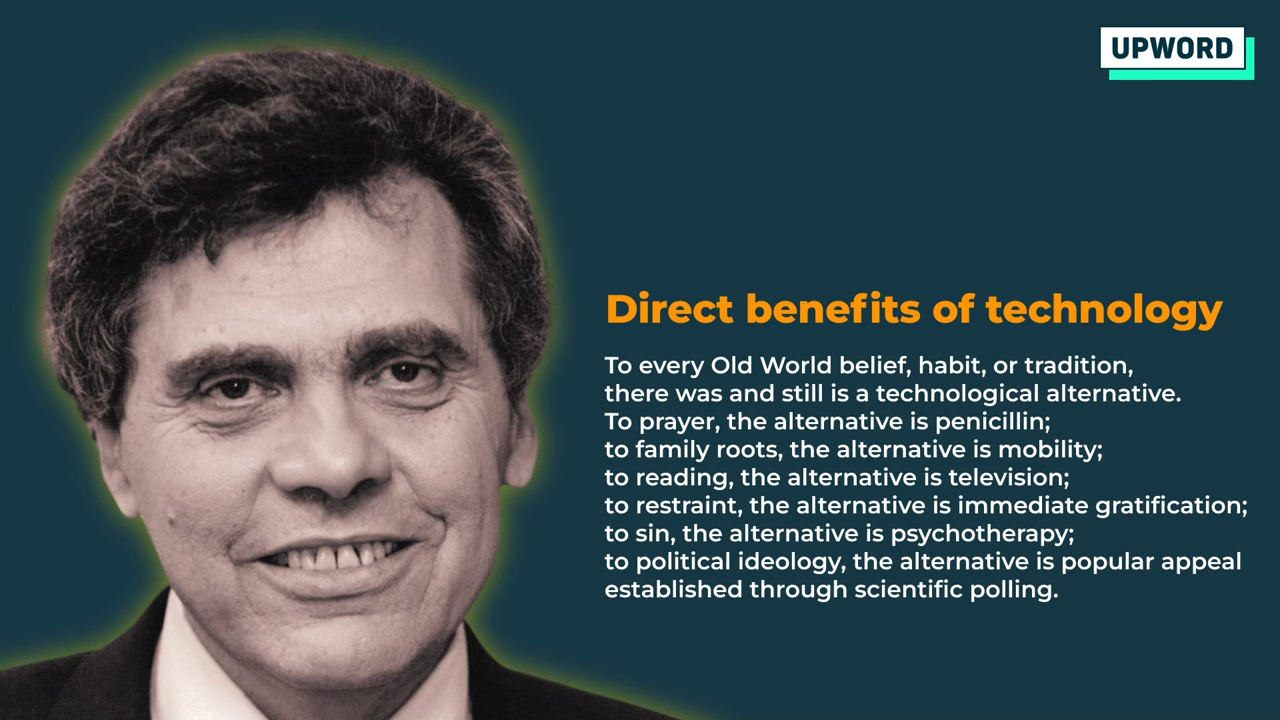 UPWORD
Direct benefits of technology
To every Old World belief, habit, or tradition,
there was and still is a technological alternative.
To prayer, the alternative is penicillin;
to family roots, the alternative is mobility;
to reading, the alternative is television;
to restraint, the alternative is immediate gratification;
to sin, the alternative is psychotherapy;
to political ideology, the alternative is popular appeal
established through scientific polling.